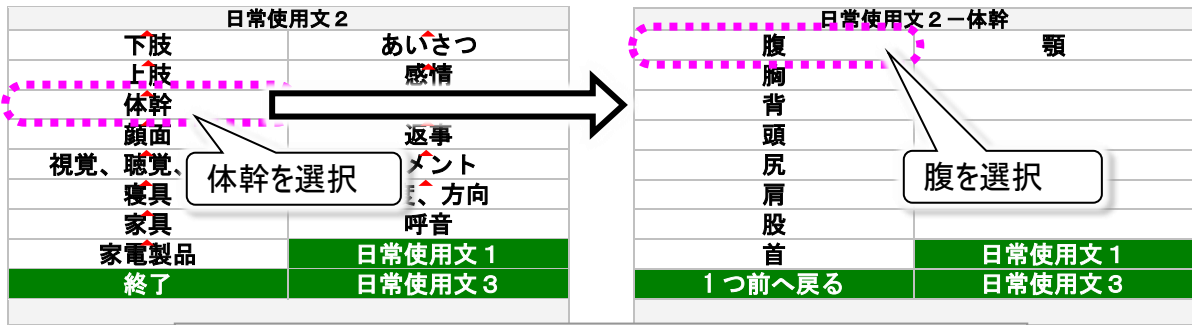 日常使用文２
下肢 あいさつ
上肢 感情
体幹
顔面 返事
視覚、聴覚、 メント
寝具 、方向
家具 呼音
家電製品 日常使用文１
終了 日常使用文３
体幹を選択
日常使用文２－体幹
腹 顎
胸
背
頭
尻
肩
股
首 日常使用文１
１つ前へ戻る 日常使用文３
腹を選択